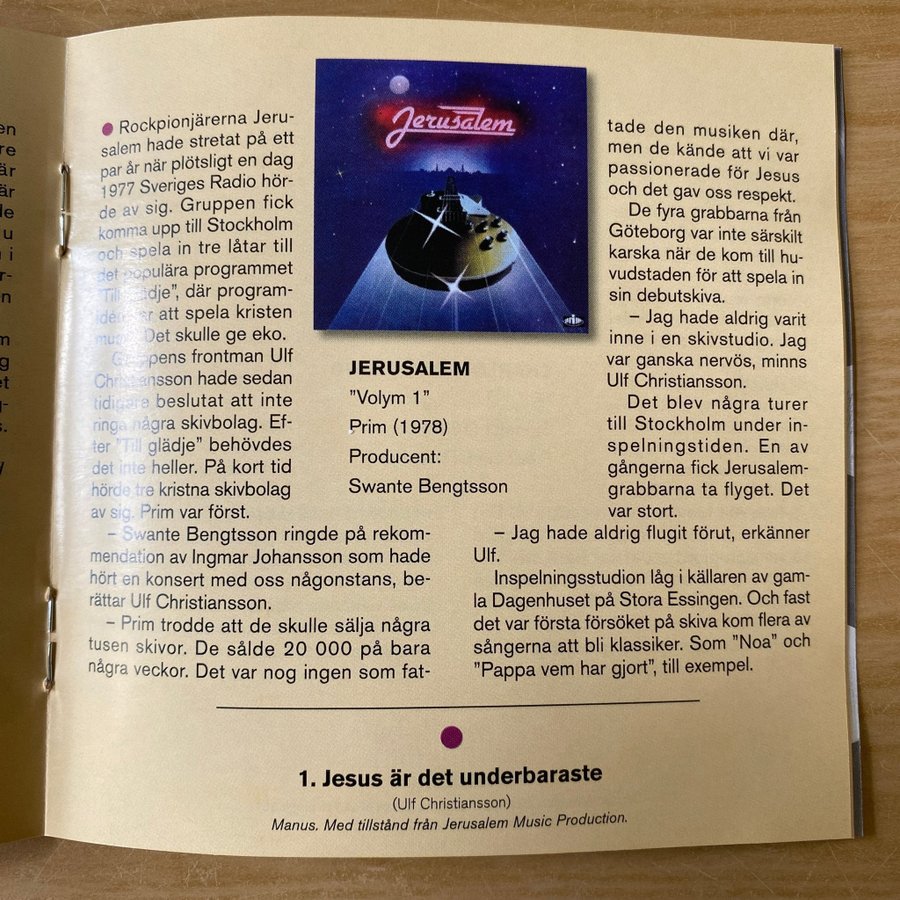 en
re
är
är
de
u
i
r-
en
m
g
et
g-
s.
y
● Rockpionjärerna Jeru-
salem hade stretat på ett
par år när plötsligt en dag
1977 Sveriges Radio hör-
de av sig. Gruppen fick
komma upp till Stockholm
och spela in tre låtar till
det populära programmet
"Till glädje", där program-
idén var att spela kristen
musik. Det skulle ge eko.
Gruppens frontman Ulf
Christiansson hade sedan
tidigare beslutat att inte
ringa några skivbolag. Ef-
ter "Till glädje" behövdes
det inte heller. På kort tid
hörde tre kristna skivbolag
av sig. Prim var först.
– Swante Bengtsson ringde på rekom-
mendation av Ingmar Johansson som hade
hört en konsert med oss någonstans, be-
rättar Ulf Christiansson.
– Prim trodde att de skulle sälja några
tusen skivor. De sålde 20 000 på bara
några veckor. Det var nog ingen som fat-
Jerusalem
prim
JERUSALEM
"Volym 1"
Prim (1978)
Producent:
Swante Bengtsson
tade den musiken där,
men de kände att vi var
passionerade för Jesus
och det gav oss respekt.
De fyra grabbarna från
Göteborg var inte särskilt
karska när de kom till hu-
vudstaden för att spela in
sin debutskiva.
– Jag hade aldrig varit
inne i en skivstudio. Jag
var ganska nervös, minns
Ulf Christiansson.
Det blev några turer
till Stockholm under in-
spelningstiden. En av
gångerna fick Jerusalem-
grabbarna ta flyget. Det
var stort.
– Jag hade aldrig flugit förut, erkänner
Ulf.
Inspelningsstudion låg i källaren av gam-
la Dagenhuset på Stora Essingen. Och fast
det var första försöket på skiva kom flera av
sångerna att bli klassiker. Som "Noa" och
"Pappa vem har gjort", till exempel.
1. Jesus är det underbaraste
(Ulf Christiansson)
Manus. Med tillstånd från Jerusalem Music Production.